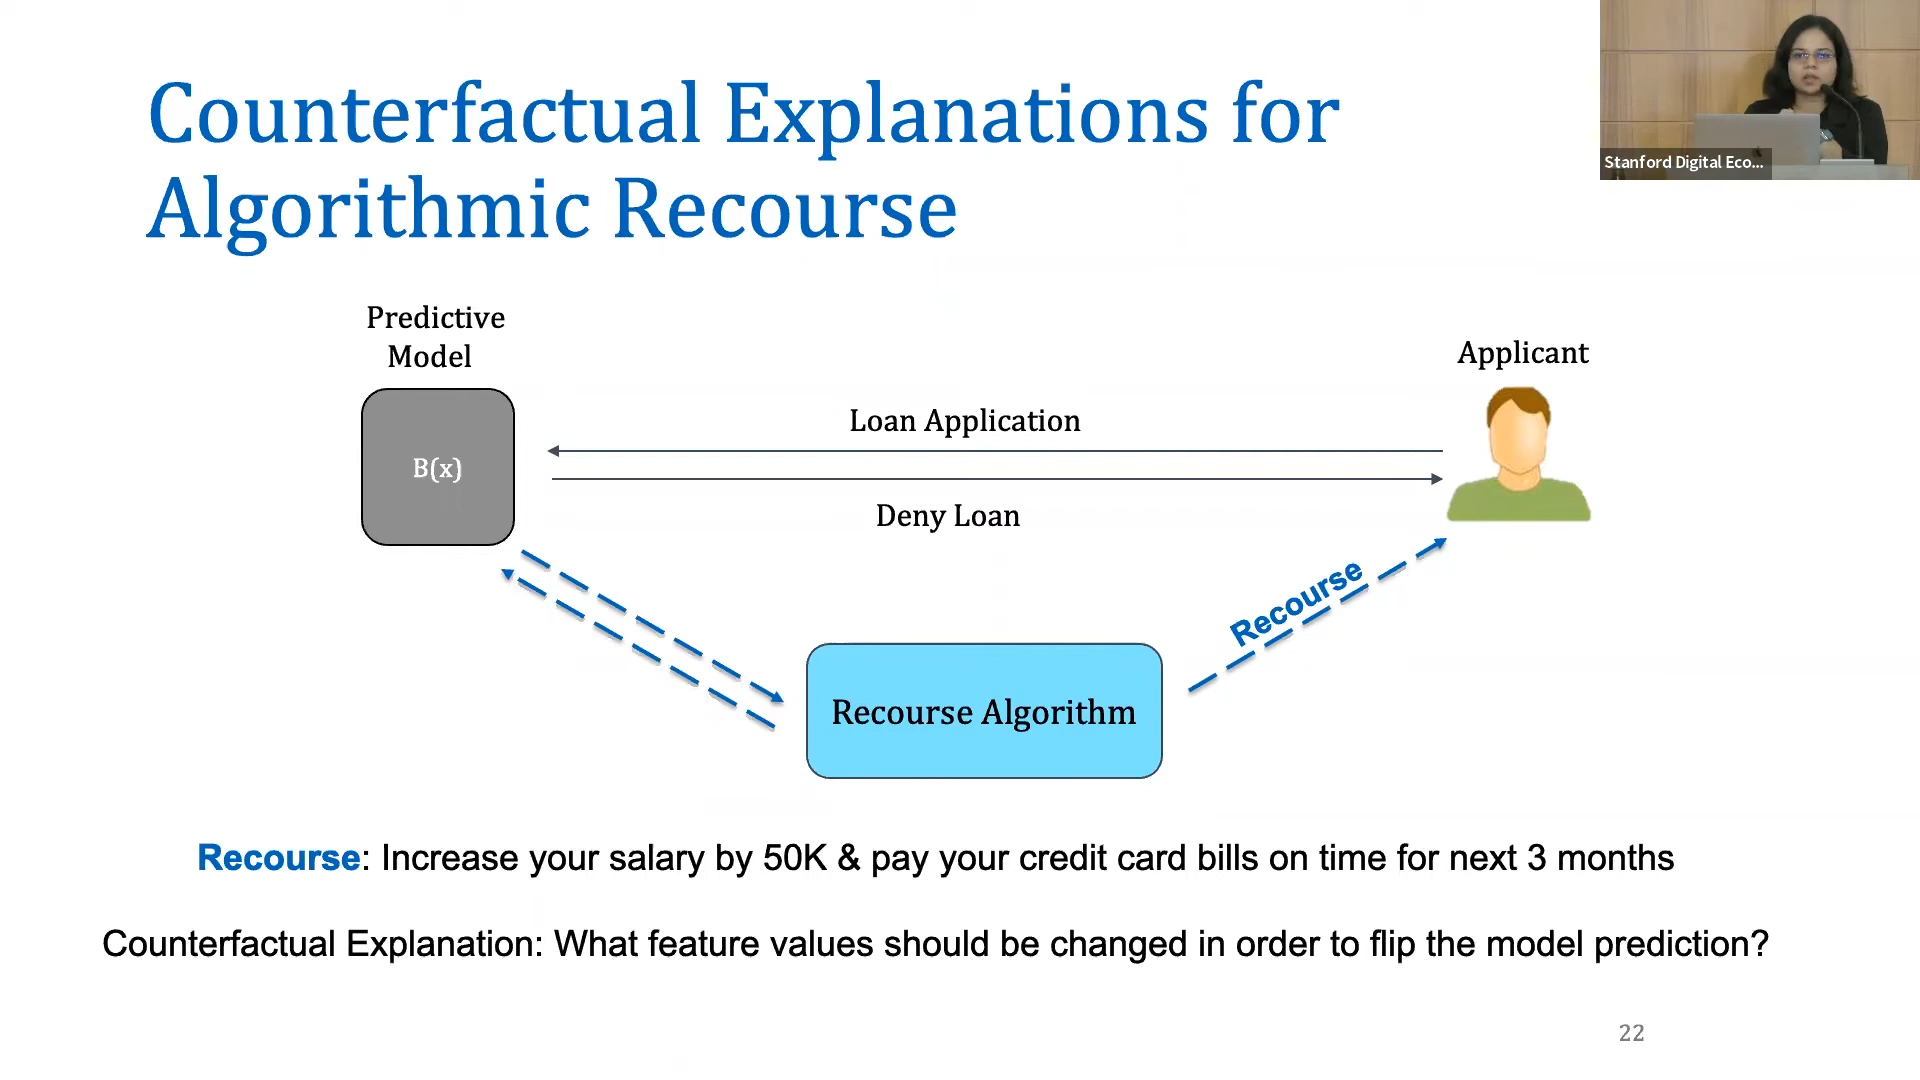 Counterfactual Explanations for
Algorithmic Recourse
Stanford Digital Eco...
Predictive
Model
Applicant
B(x)
Loan Application
Deny Loan
Recourse
Recourse Algorithm
Recourse: Increase your salary by 50K & pay your credit card bills on time for next 3 months
Counterfactual Explanation: What feature values should be changed in order to flip the model prediction?
22